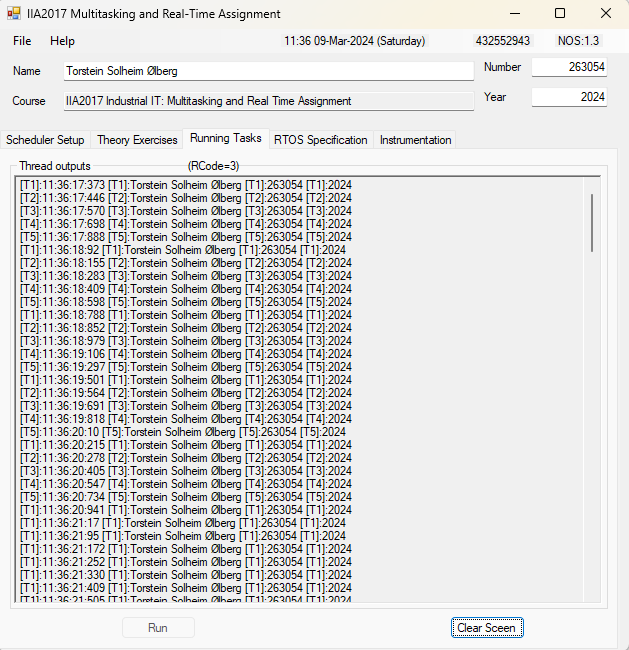 IIA2017 Multitasking and Real-Time Assignment
File Help 11:36 09-Mar-2024 (Saturday) 432552943 NOS:1.3
Name Torstein Solheim Ølberg Number 263054
Course IIA2017 Industrial IT: Multitasking and Real Time Assignment Year 2024
Scheduler Setup Theory Exercises Running Tasks RTOS Specification Instrumentation
Thread outputs (RCode=3)
[T1]:11:36:17:373 [T1]:Torstein Solheim Ølberg [T1]:263054 [T1]:2024
[T2]:11:36:17:446 [T2]:Torstein Solheim Ølberg [T2]:263054 [T2]:2024
[T3]:11:36:17:570 [T3]:Torstein Solheim Ølberg [T3]:263054 [T3]:2024
[T4]:11:36:17:698 [T4]:Torstein Solheim Ølberg [T4]:263054 [T4]:2024
[T5]:11:36:17:888 [T5]:Torstein Solheim Ølberg [T5]:263054 [T5]:2024
[T1]:11:36:18:92 [T1]:Torstein Solheim Ølberg [T1]:263054 [T1]:2024
[T2]:11:36:18:155 [T2]:Torstein Solheim Ølberg [T2]:263054 [T2]:2024
[T3]:11:36:18:283 [T3]:Torstein Solheim Ølberg [T3]:263054 [T3]:2024
[T4]:11:36:18:409 [T4]:Torstein Solheim Ølberg [T4]:263054 [T4]:2024
[T5]:11:36:18:598 [T5]:Torstein Solheim Ølberg [T5]:263054 [T5]:2024
[T1]:11:36:18:788 [T1]:Torstein Solheim Ølberg [T1]:263054 [T1]:2024
[T2]:11:36:18:852 [T2]:Torstein Solheim Ølberg [T2]:263054 [T2]:2024
[T3]:11:36:18:979 [T3]:Torstein Solheim Ølberg [T3]:263054 [T3]:2024
[T4]:11:36:19:106 [T4]:Torstein Solheim Ølberg [T4]:263054 [T4]:2024
[T5]:11:36:19:297 [T5]:Torstein Solheim Ølberg [T5]:263054 [T5]:2024
[T1]:11:36:19:501 [T1]:Torstein Solheim Ølberg [T1]:263054 [T1]:2024
[T2]:11:36:19:564 [T2]:Torstein Solheim Ølberg [T2]:263054 [T2]:2024
[T3]:11:36:19:691 [T3]:Torstein Solheim Ølberg [T3]:263054 [T3]:2024
[T4]:11:36:19:818 [T4]:Torstein Solheim Ølberg [T4]:263054 [T4]:2024
[T5]:11:36:20:10 [T5]:Torstein Solheim Ølberg [T5]:263054 [T5]:2024
[T1]:11:36:20:215 [T1]:Torstein Solheim Ølberg [T1]:263054 [T1]:2024
[T2]:11:36:20:278 [T2]:Torstein Solheim Ølberg [T2]:263054 [T2]:2024
[T3]:11:36:20:405 [T3]:Torstein Solheim Ølberg [T3]:263054 [T3]:2024
[T4]:11:36:20:547 [T4]:Torstein Solheim Ølberg [T4]:263054 [T4]:2024
[T5]:11:36:20:734 [T5]:Torstein Solheim Ølberg [T5]:263054 [T5]:2024
[T1]:11:36:20:941 [T1]:Torstein Solheim Ølberg [T1]:263054 [T1]:2024
[T1]:11:36:21:17 [T1]:Torstein Solheim Ølberg [T1]:263054 [T1]:2024
[T1]:11:36:21:95 [T1]:Torstein Solheim Ølberg [T1]:263054 [T1]:2024
[T1]:11:36:21:172 [T1]:Torstein Solheim Ølberg [T1]:263054 [T1]:2024
[T1]:11:36:21:252 [T1]:Torstein Solheim Ølberg [T1]:263054 [T1]:2024
[T1]:11:36:21:330 [T1]:Torstein Solheim Ølberg [T1]:263054 [T1]:2024
[T1]:11:36:21:409 [T1]:Torstein Solheim Ølberg [T1]:263054 [T1]:2024
[T1]:11:36:21:505 [T1]:Torstein Solheim Ølberg [T1]:263054 [T1]:2024
Run Clear Sceen